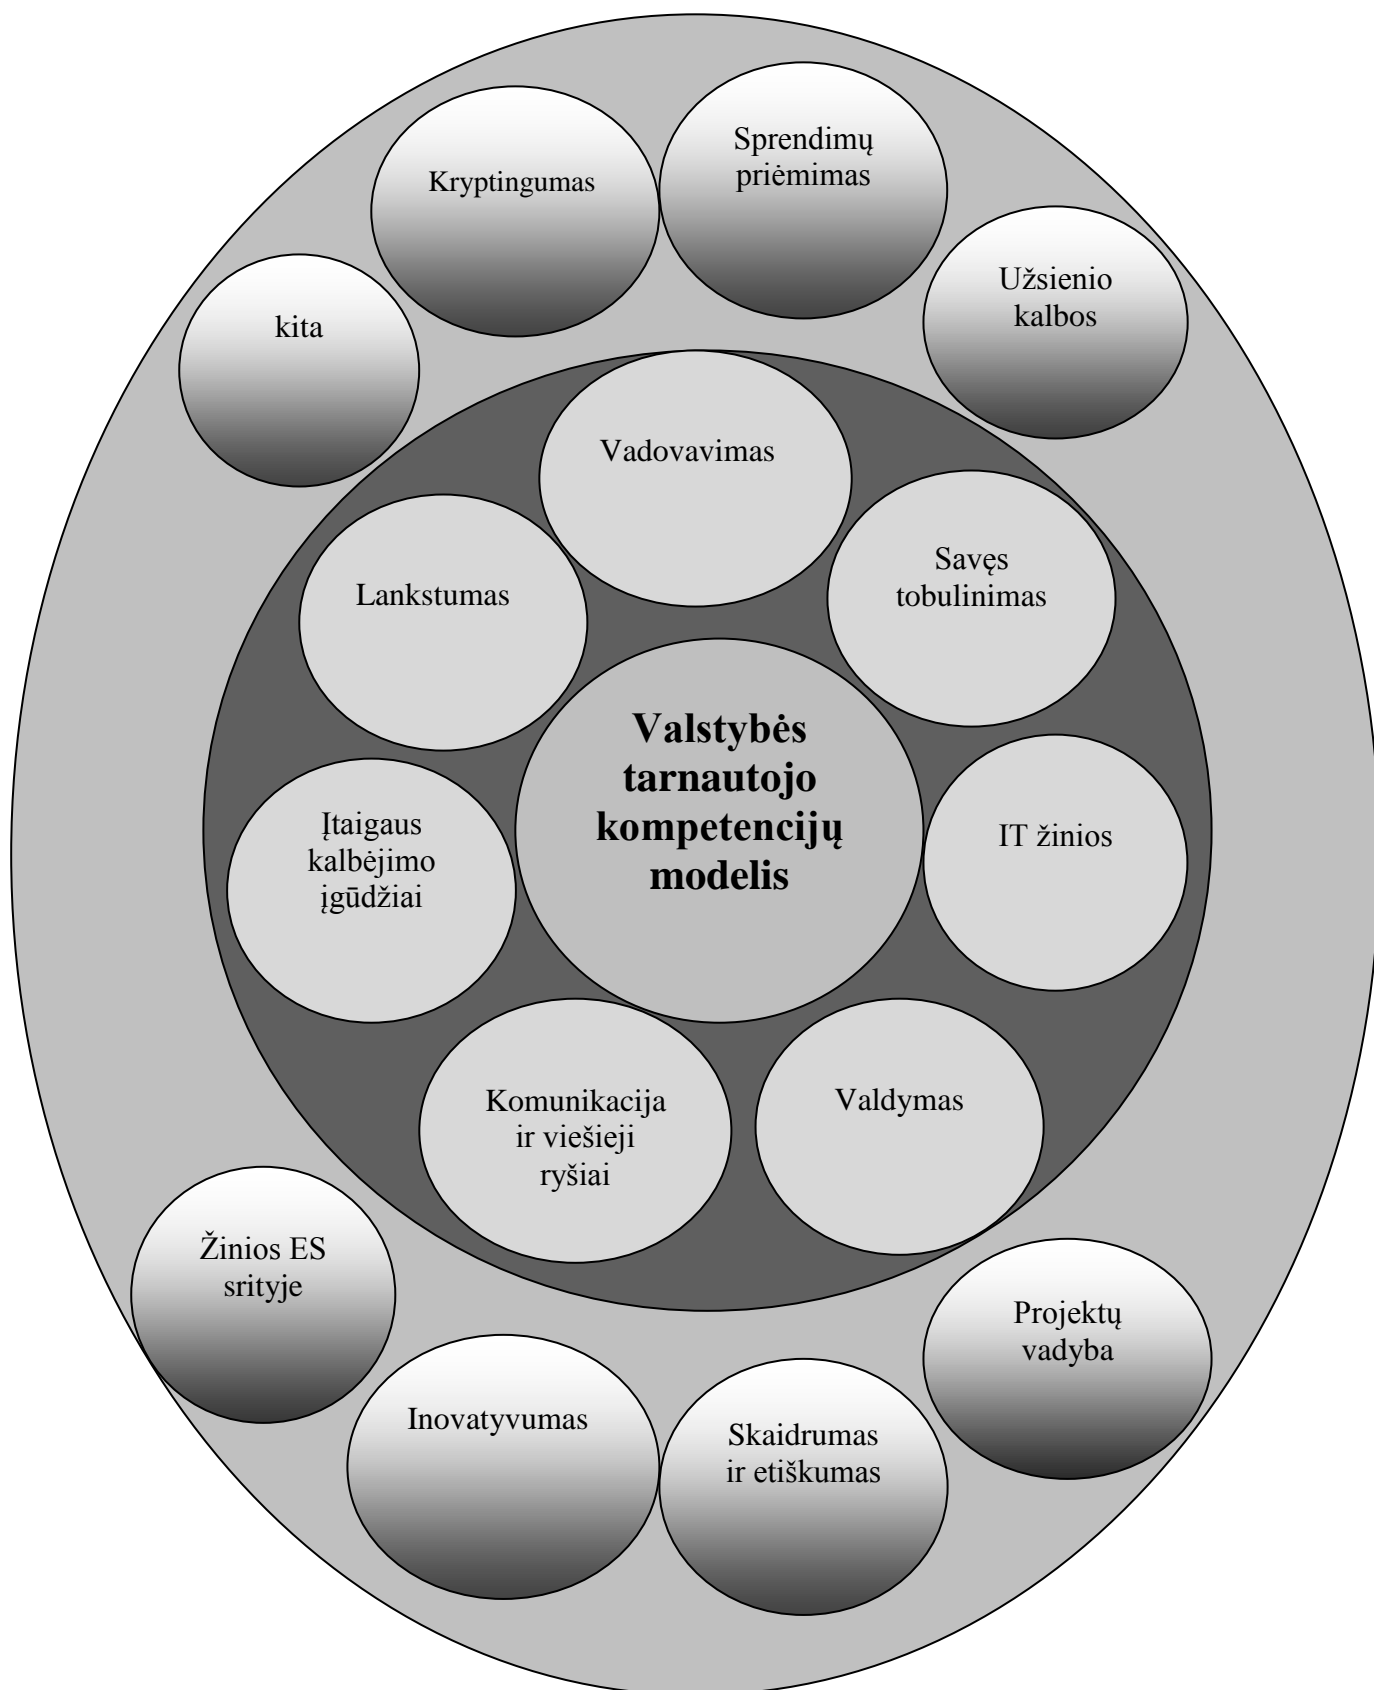 Kryptingumas
Sprendimų
priėmimas
Užsienio
kalbos
kita
Vadovavimas
Lankstumas
Savęs
tobulinimas
Valstybės
tarnautojo
kompetencijų
modelis
Įtaigaus
kalbėjimo
įgūdžiai
IT žinios
Komunikacija
ir viešieji
ryšiai
Valdymas
Žinios ES
srityje
Projektų
vadyba
Inovatyvumas
Skaidrumas
ir etiškumas